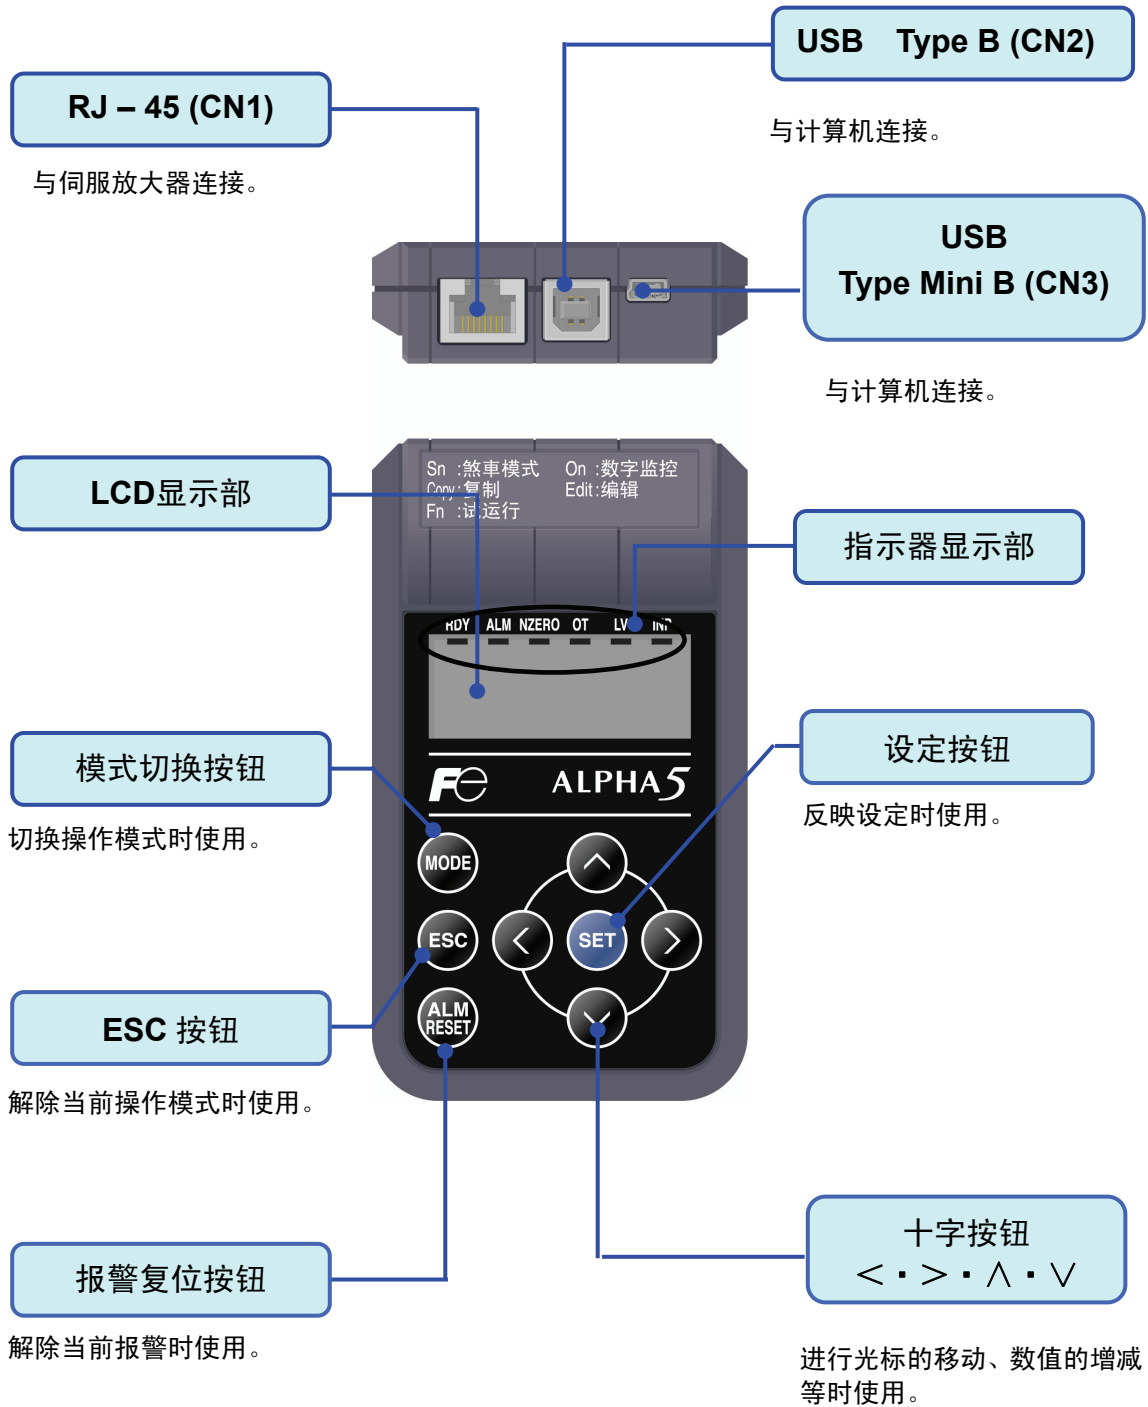 USB Type B (CN2)
RJ – 45 (CN1)
与计算机连接。
与伺服放大器连接。
USB
Type Mini B (CN3)
与计算机连接。
Sn :煞車模式 On :数字监控
Copy:复制 Edit:编辑
Fn :试运行
LCD显示部
指示器显示部
RDY ALM NZERO OT LV INP
模式切换按钮
设定按钮
Fe ALPHA5
切换操作模式时使用。
反映设定时使用。
MODE
ESC
SET
ALM
RESET
ESC 按钮
解除当前操作模式时使用。
十字按钮
＜·＞·∧·∨
报警复位按钮
解除当前报警时使用。
进行光标的移动、数值的增减
等时使用。